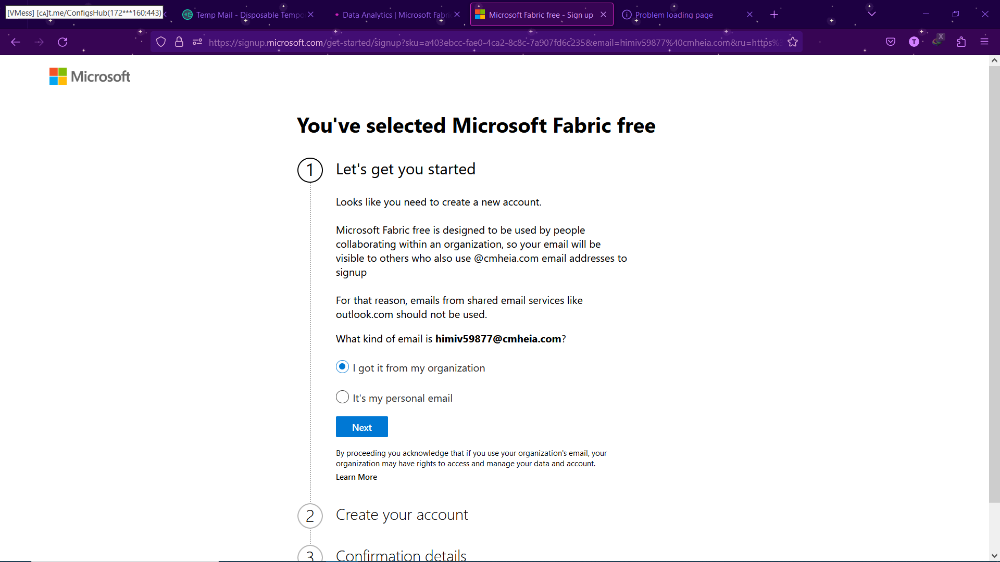 [VMess] [cA]t.me/ConfigsHub(172***160:443)
Temp Mail - Disposable Tempo
Data Analytics | Microsoft Fabri
Microsoft Fabric free - Sign up
Problem loading page
https://signup.microsoft.com/get-started/signup?sku=a403ebcc-fae0-4ca2-8c8c-7a907fd6c235&email=himiv59877%40cmheia.com&ru=https%
T
X
Microsoft
You've selected Microsoft Fabric free
1
Let's get you started
Looks like you need to create a new account.
Microsoft Fabric free is designed to be used by people
collaborating within an organization, so your email will be
visible to others who also use @cmheia.com email addresses to
signup
For that reason, emails from shared email services like
outlook.com should not be used.
What kind of email is himiv59877@cmheia.com?
I got it from my organization
It's my personal email
Next
By proceeding you acknowledge that if you use your organization's email, your
organization may have rights to access and manage your data and account.
Learn More
2
Create your account
3
Confirmation details